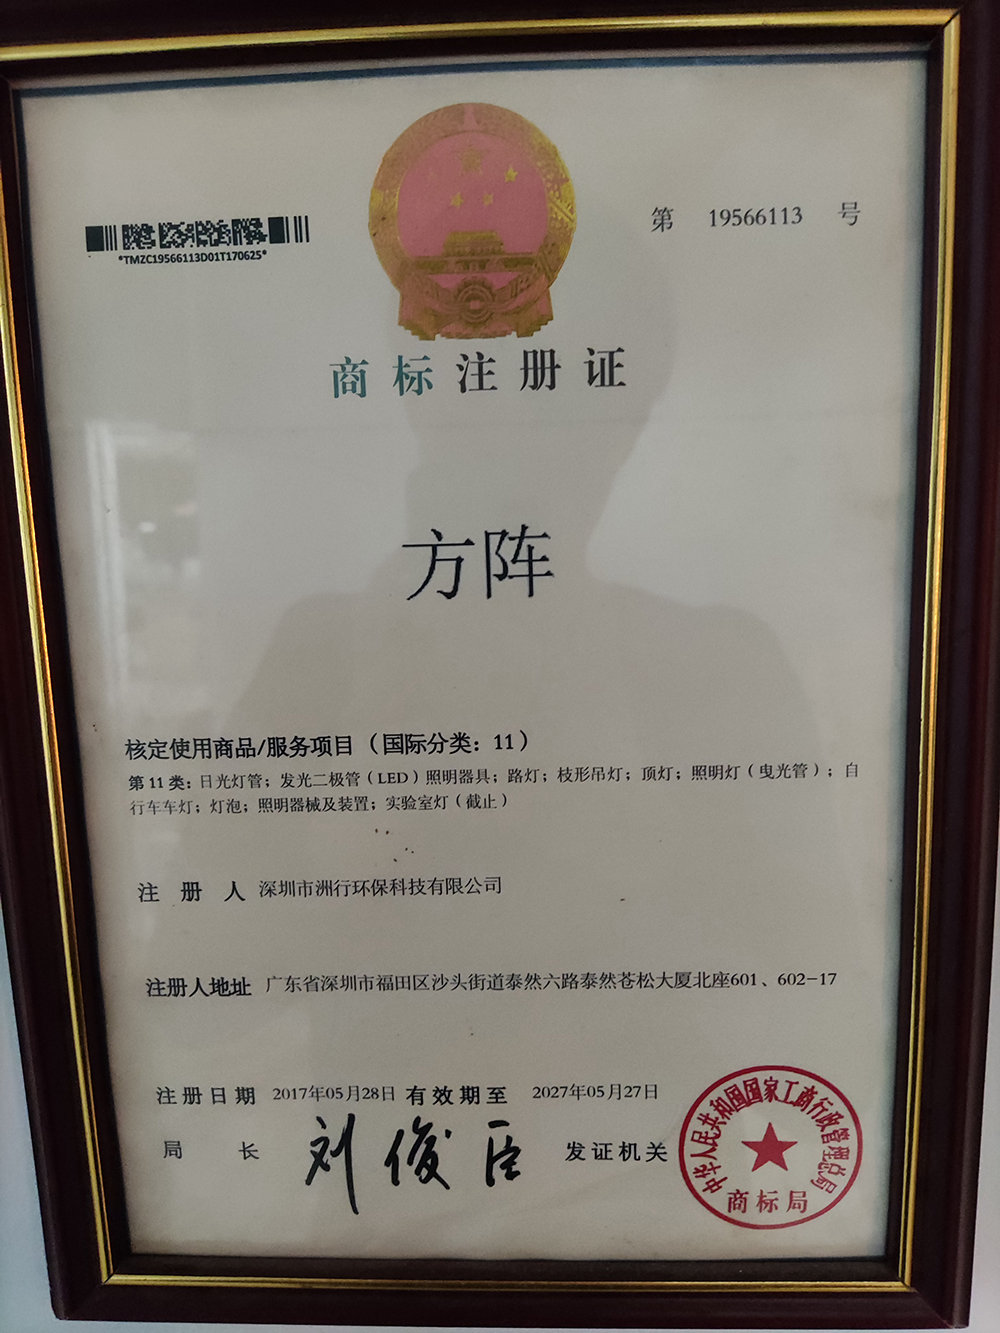 第 19566113 号
*TMZC19566113D01T170625*
商标注册证
方阵
核定使用商品/服务项目（国际分类：11）
第 11 类：日光灯管；发光二极管（LED）照明器具；路灯；枝形吊灯；顶灯；照明灯（曳光管）；自
行车车灯；灯泡；照明器械及装置；实验室灯（截止）
注 册 人 深圳市洲行环保科技有限公司
注册人地址 广东省深圳市福田区沙头街道泰然六路泰然苍松大厦北座601、602-17
注册日期 2017年05月28日 有效期至 2027年05月27日
局 长 刘俊臣 发证机关
中华人民共和国国家工商行政管理总局
商标局